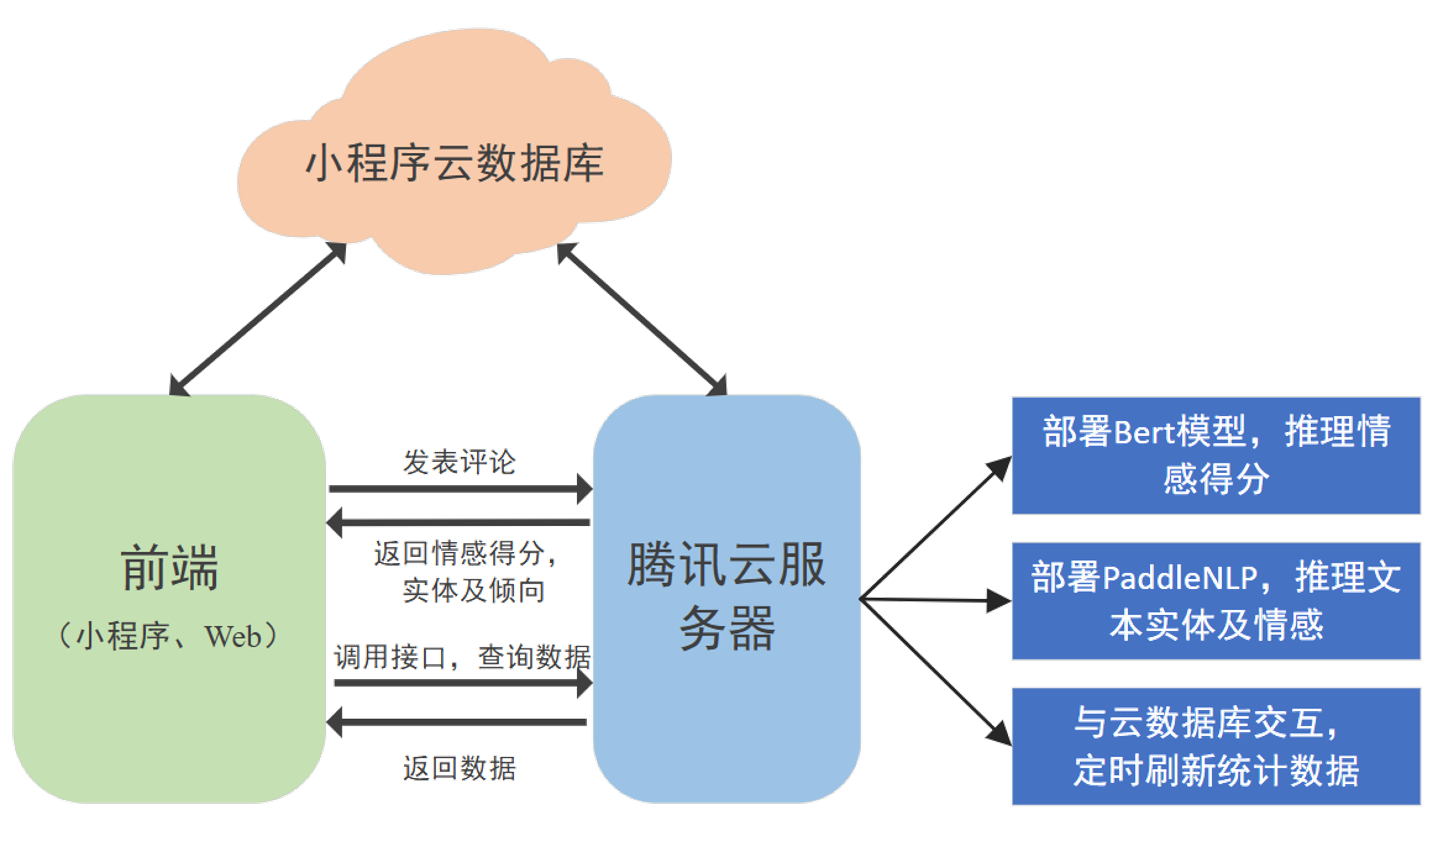 小程序云数据库
前端
（小程序、Web）
发表评论
返回情感得分，
实体及倾向
调用接口，查询数据
返回数据
腾讯云服
务器
部署Bert模型，推理情
感得分
部署PaddleNLP，推理文
本实体及情感
与云数据库交互，
定时刷新统计数据